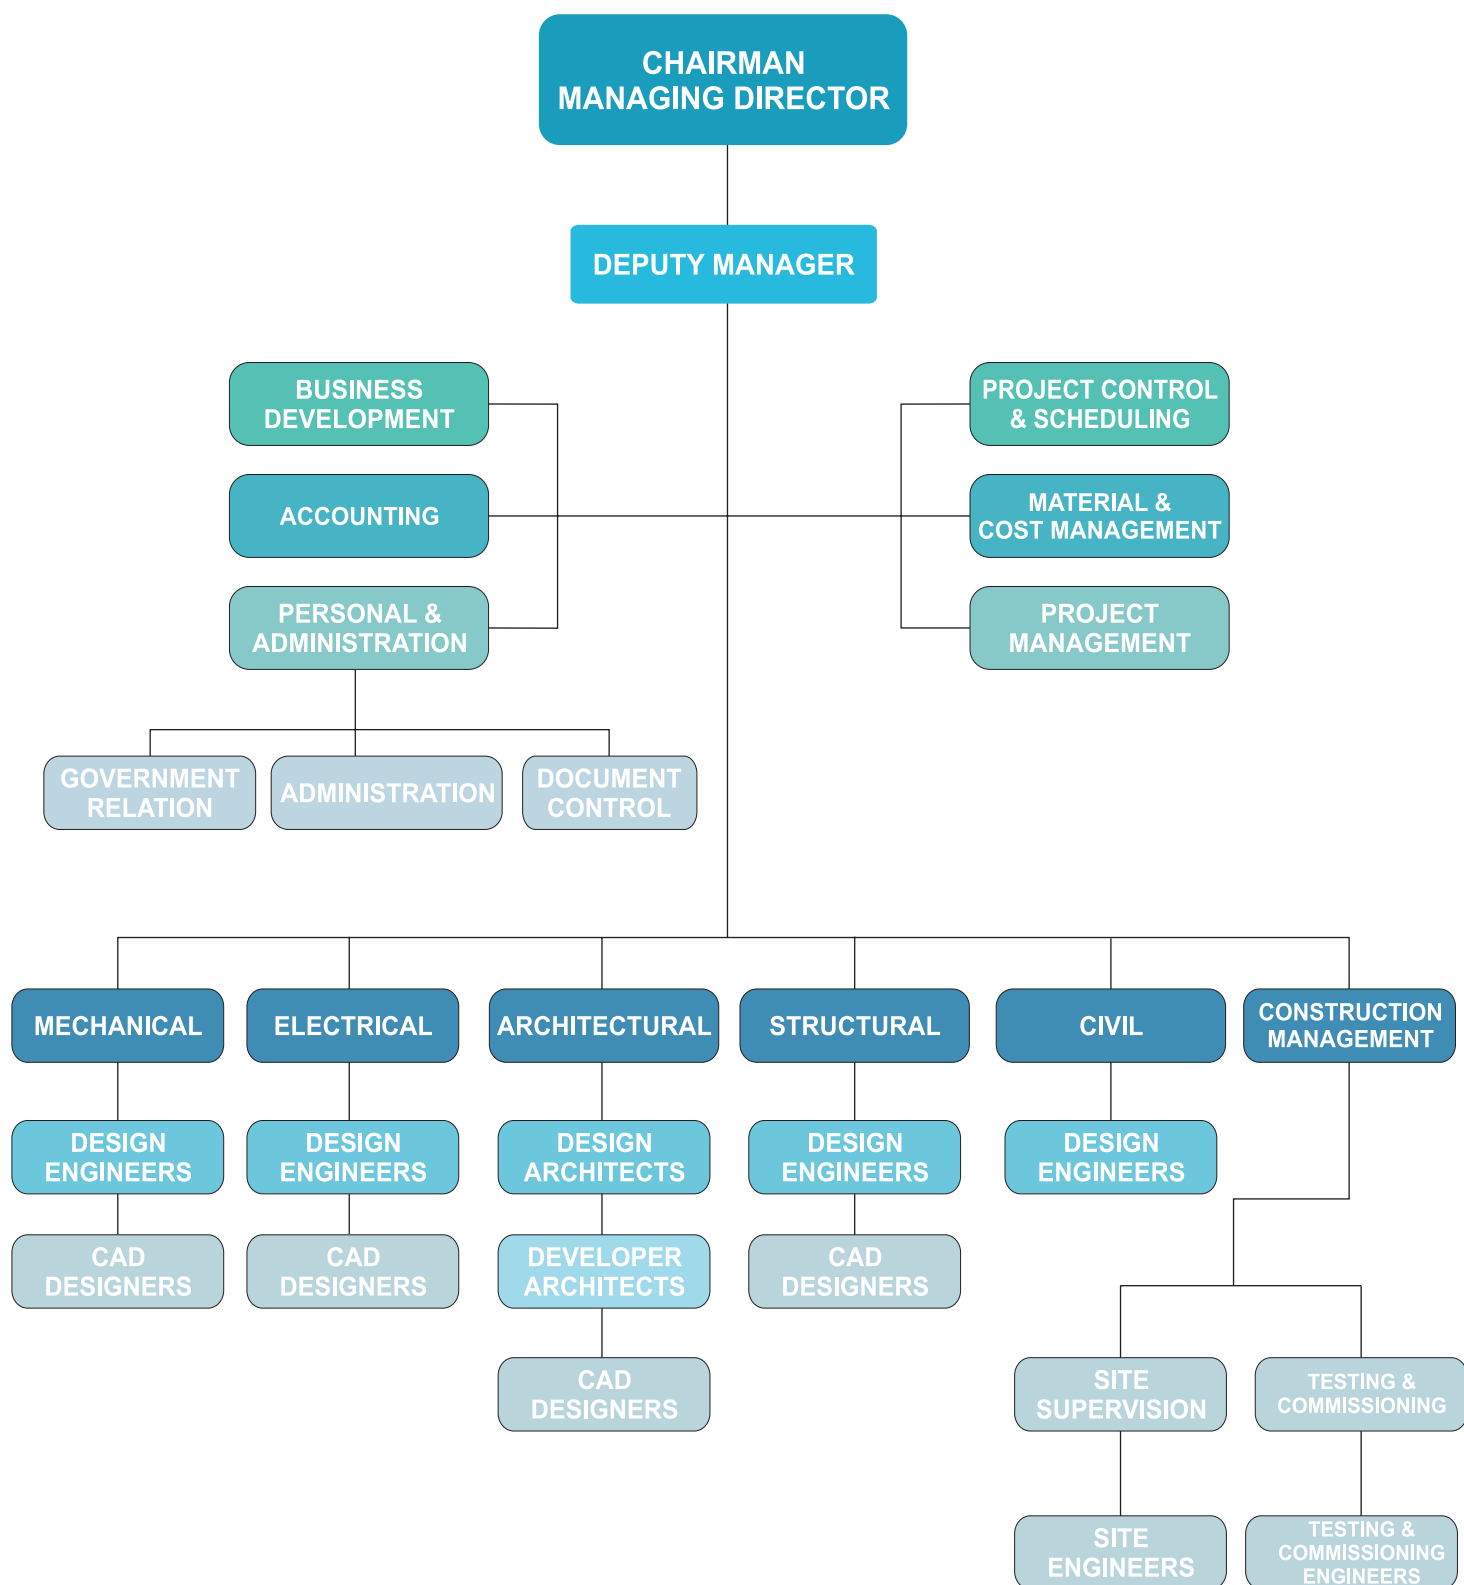 CHAIRMAN
MANAGING DIRECTOR
DEPUTY MANAGER
BUSINESS
DEVELOPMENT
PROJECT CONTROL
& SCHEDULING
ACCOUNTING
MATERIAL &
COST MANAGEMENT
PERSONAL &
ADMINISTRATION
PROJECT
MANAGEMENT
GOVERNMENT
RELATION
ADMINISTRATION
DOCUMENT
CONTROL
MECHANICAL
ELECTRICAL
ARCHITECTURAL
STRUCTURAL
CIVIL
CONSTRUCTION
MANAGEMENT
DESIGN
ENGINEERS
DESIGN
ENGINEERS
DESIGN
ARCHITECTS
DESIGN
ENGINEERS
DESIGN
ENGINEERS
CAD
DESIGNERS
CAD
DESIGNERS
DEVELOPER
ARCHITECTS
CAD
DESIGNERS
CAD
DESIGNERS
SITE
SUPERVISION
TESTING &
COMMISSIONING
SITE
ENGINEERS
TESTING &
COMMISSIONING
ENGINEERS